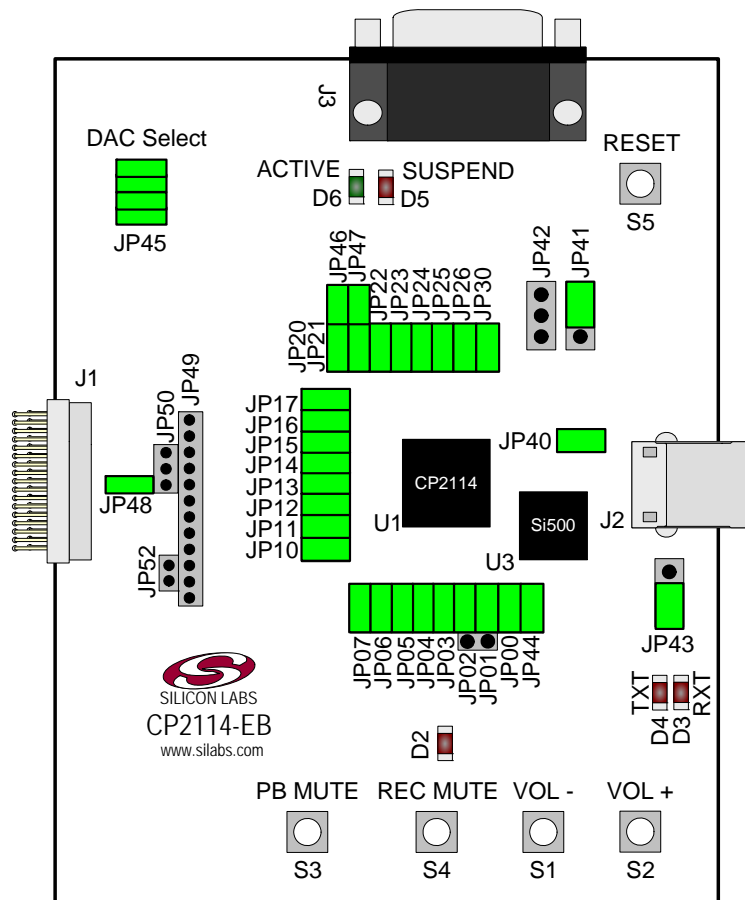 J3
DAC Select
JP45
ACTIVE
D6
SUSPEND
D5
RESET
S5
JP46
JP47
JP22
JP23
JP24
JP25
JP26
JP30
JP20
JP21
JP42
JP41
J1
JP49
JP50
JP48
JP52
JP17
JP16
JP15
JP14
JP13
JP12
JP11
JP10
CP2114
U1
JP40
Si500
U3
J2
JP43
JP07
JP06
JP05
JP04
JP03
JP02
JP01
JP00
JP44
SILICON LABS
CP2114-EB
www.silabs.com
D2
TXT
D4
D3
RXT
PB MUTE
REC MUTE
VOL -
VOL +
S3
S4
S1
S2